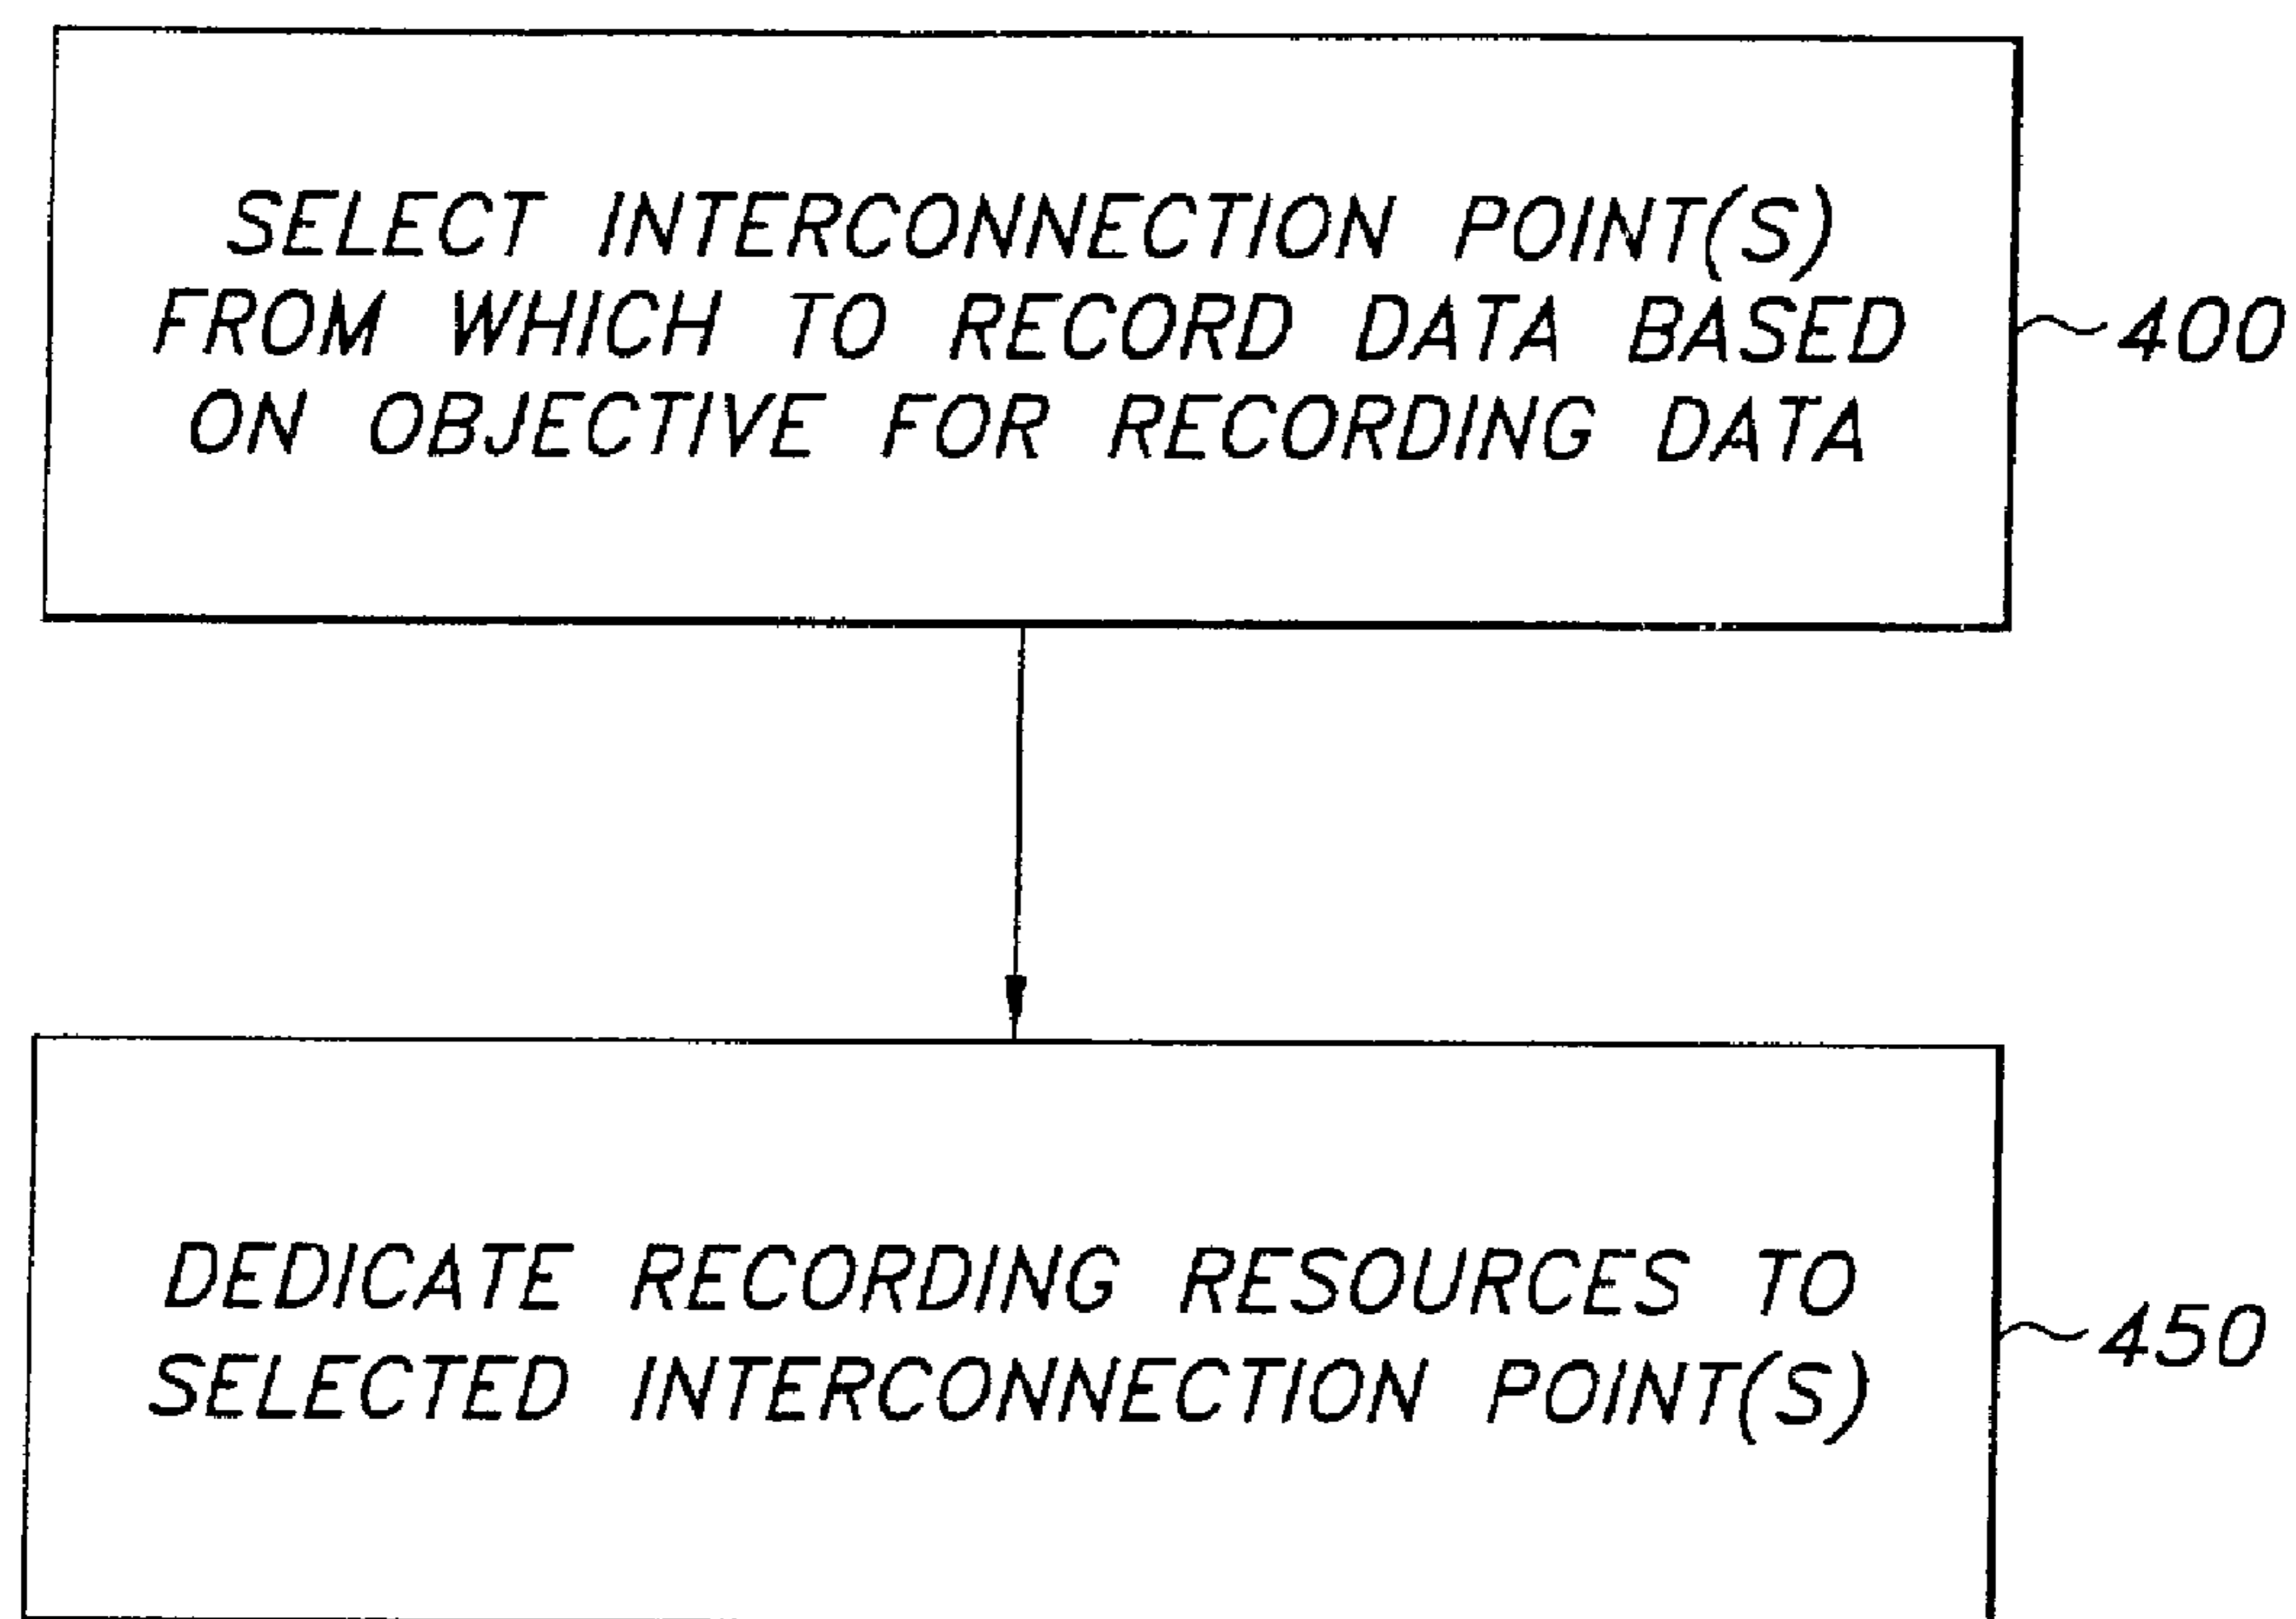 SELECT INTERCONNECTION POINT(S)
FROM WHICH TO RECORD DATA BASED
ON OBJECTIVE FOR RECORDING DATA
400
DEDICATE RECORDING RESOURCES TO
SELECTED INTERCONNECTION POINT(S)
450